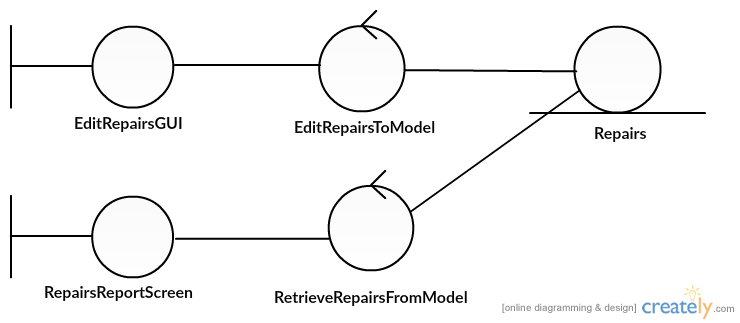 EditRepairsGUI
EditRepairsToModel
Repairs
RepairsReportScreen
RetrieveRepairsFromModel
[online diagramming & design] creately.com